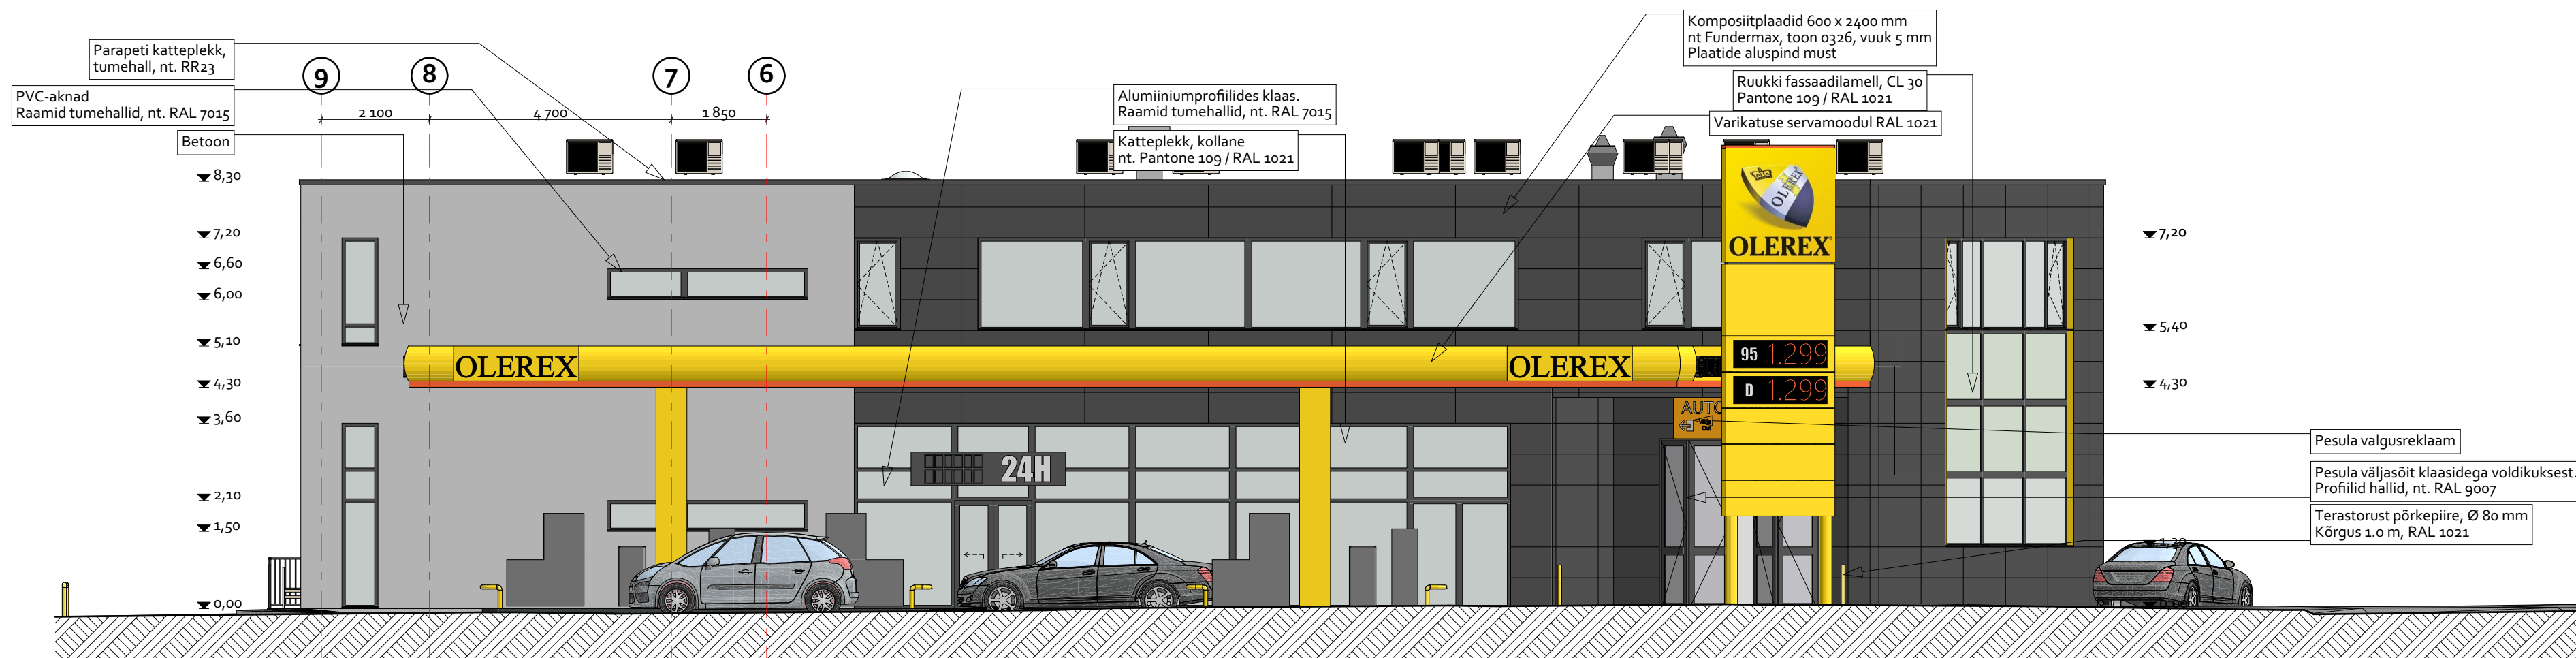 Parapeti katteplekk,
tumehall, nt. RR23
PVC-aknad
Raamid tumehallid, nt. RAL 7015
Betoon
9
8
7
6
2 100
4 700
1 850
Alumiiniumprofiilides klaas.
Raamid tumehallid, nt. RAL 7015
Katteplekk, kollane
nt. Pantone 109 / RAL 1021
Komposiitplaadid 600 x 2400 mm
nt Fundermax, toon 0326, vuuk 5 mm
Plaatide aluspind must
Ruukki fassaadilamell, CL 30
Pantone 109 / RAL 1021
Varikatuse servamoodul RAL 1021
8,30
7,20
6,60
6,00
5,10
4,30
3,60
2,10
1,50
0,00
OLEREX
OLEREX
OLEREX
OLEREX
95 1.299
D 1.299
AUTO
24H
7,20
5,40
4,30
1,20
Pesula valgusreklaam
Pesula väljasõit klaasidega voldikuksest.
Profiilid hallid, nt. RAL 9007
Terastorust põrkepiire, Ø 80 mm
Kõrgus 1.0 m, RAL 1021